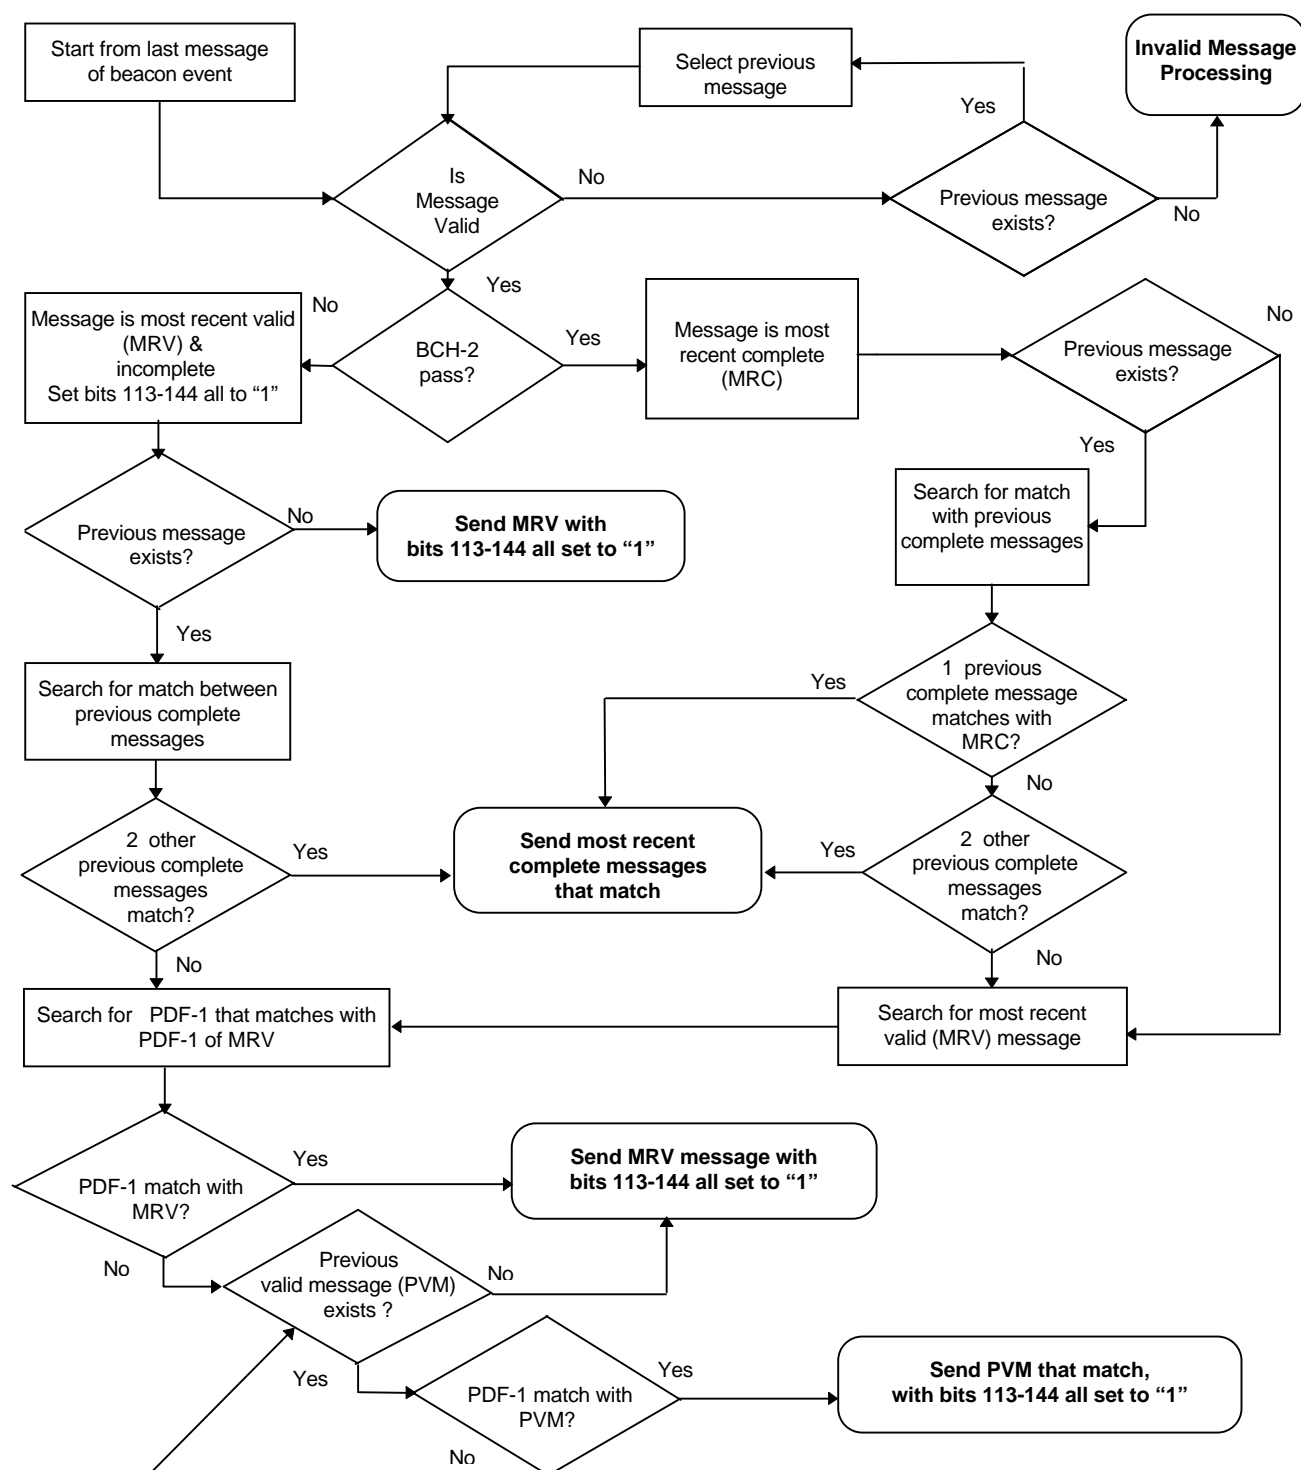 Start from last message
of beacon event
Select previous
message
Invalid Message
Processing
Yes
Is
Message
Valid
No
Previous message
exists?
No
Yes
No
Message is most recent valid
(MRV) &
incomplete
Set bits 113-144 all to “1”
BCH-2
pass?
Yes
Message is most
recent complete
(MRC)
Previous message
exists?
No
Yes
Search for match
with previous
complete messages
Previous message
exists?
No
Send MRV with
bits 113-144 all set to “1”
Yes
Search for match between
previous complete
messages
1 previous
complete message
matches with
MRC?
Yes
No
2 other
previous complete
messages
match?
Yes
Send most recent
complete messages
that match
Yes
2 other
previous complete
messages
match?
No
No
Search for PDF-1 that matches with
PDF-1 of MRV
Search for most recent
valid (MRV) message
PDF-1 match with
MRV?
Yes
Send MRV message with
bits 113-144 all set to “1”
No
Previous
valid message (PVM)
exists ?
No
Yes
PDF-1 match with
PVM?
Yes
Send PVM that match,
with bits 113-144 all set to “1”
No